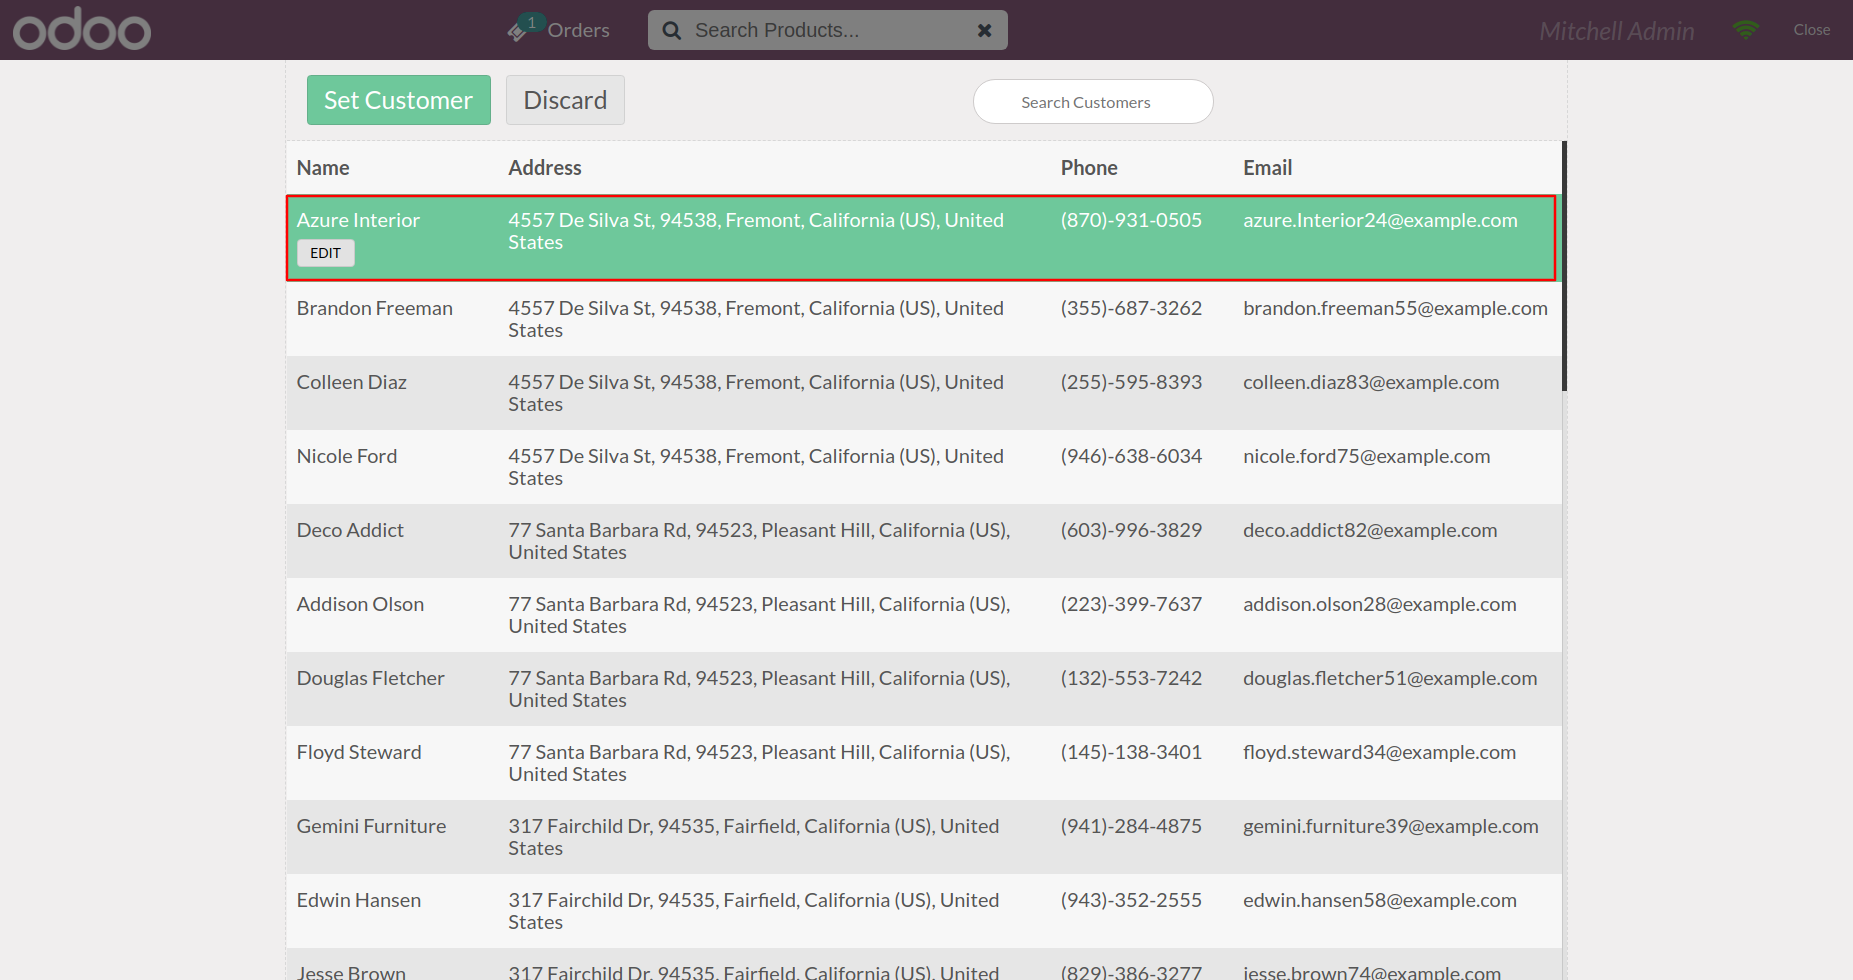 odoo 1 Orders Search Products... Mitchell Admin Close
Set Customer Discard Search Customers
Name Address Phone Email
Azure Interior 4557 De Silva St, 94538, Fremont, California (US), United (870)-931-0505 azure.Interior24@example.com
States
EDIT
Brandon Freeman 4557 De Silva St, 94538, Fremont, California (US), United (355)-687-3262 brandon.freeman55@example.com
States
Colleen Diaz 4557 De Silva St, 94538, Fremont, California (US), United (255)-595-8393 colleen.diaz83@example.com
States
Nicole Ford 4557 De Silva St, 94538, Fremont, California (US), United (946)-638-6034 nicole.ford75@example.com
States
Deco Addict 77 Santa Barbara Rd, 94523, Pleasant Hill, California (US), (603)-996-3829 deco.addict82@example.com
United States
Addison Olson 77 Santa Barbara Rd, 94523, Pleasant Hill, California (US), (223)-399-7637 addison.olson28@example.com
United States
Douglas Fletcher 77 Santa Barbara Rd, 94523, Pleasant Hill, California (US), (132)-553-7242 douglas.fletcher51@example.com
United States
Floyd Steward 77 Santa Barbara Rd, 94523, Pleasant Hill, California (US), (145)-138-3401 floyd.steward34@example.com
United States
Gemini Furniture 317 Fairchild Dr, 94535, Fairfield, California (US), United (941)-284-4875 gemini.furniture39@example.com
States
Edwin Hansen 317 Fairchild Dr, 94535, Fairfield, California (US), United (943)-352-2555 edwin.hansen58@example.com
States
Jesse Brown 317 Fairchild Dr, 94535, Fairfield, California (US), United (829)-386-3277 jesse.brown74@example.com